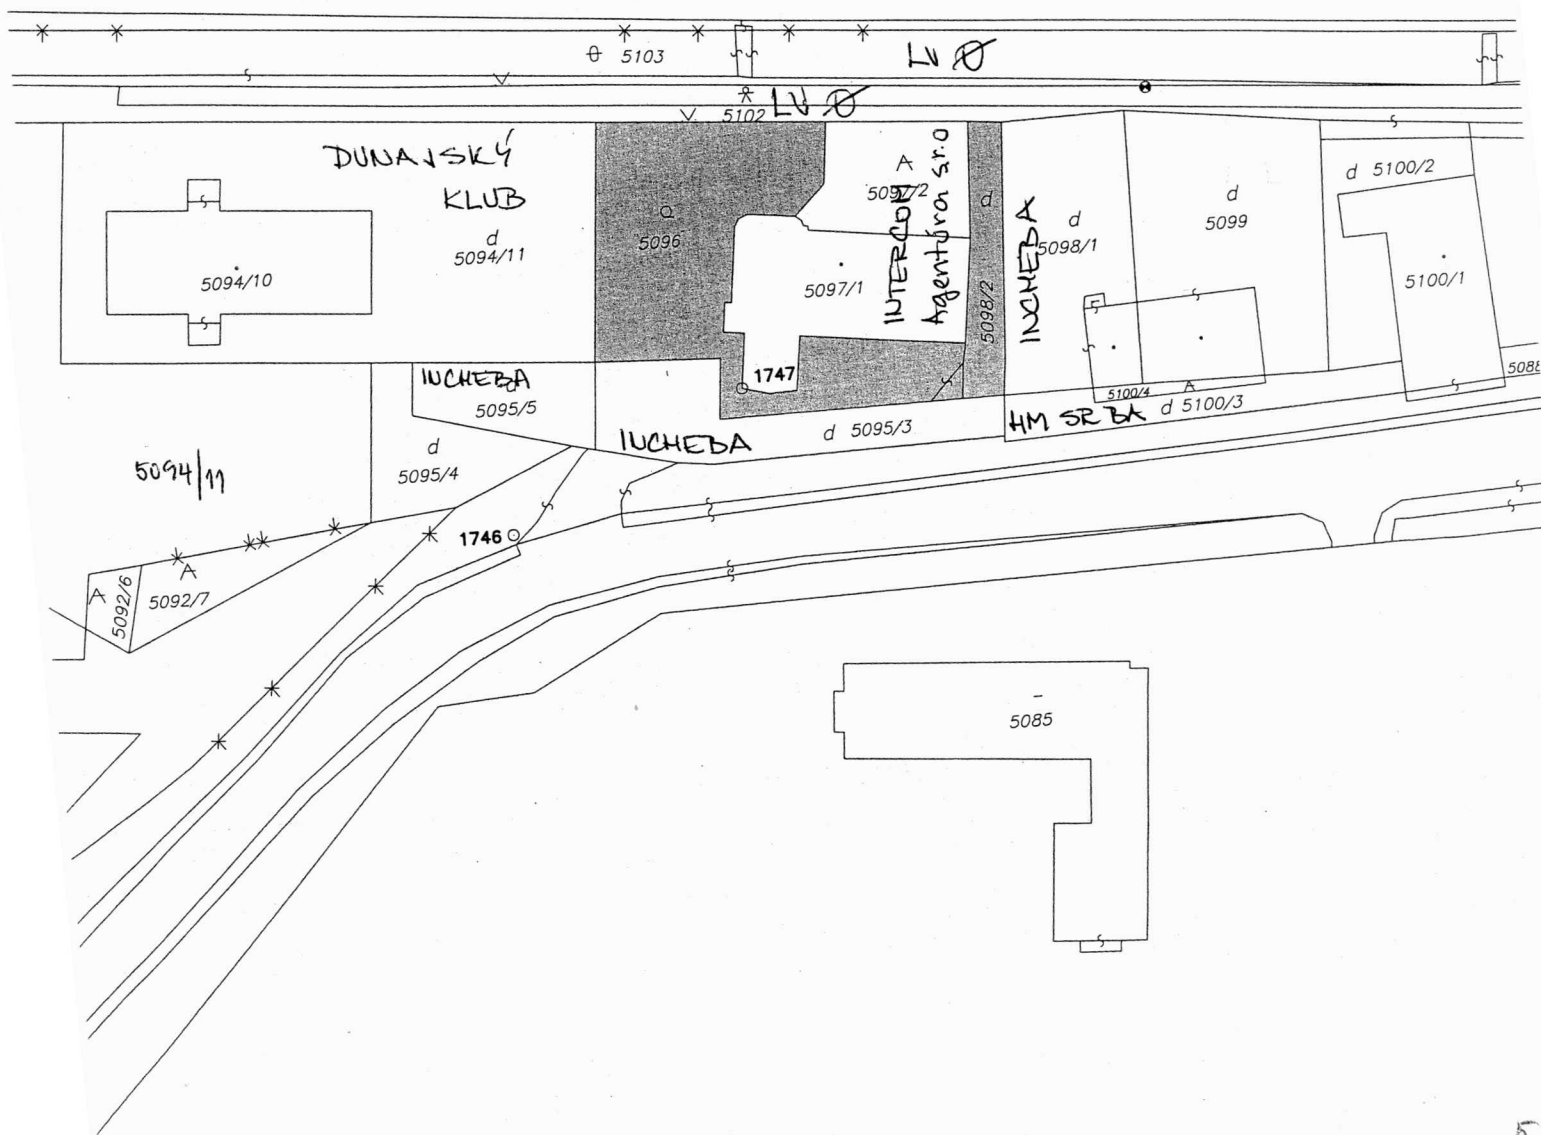 5103
LV Ø
5102
LV Ø
DUNAJSKÝ
KLUB
d
5094/11
5094/10
5096
A
5097/2
d
5098/2
INTERCOM
Agentúra s.r.o
INCHEBA
5097/1
d
5098/1
d
5099
d 5100/2
5100/1
INCHEBA
5095/5
1747
5100/4
A
d 5100/3
HM SR BA
INCHEBA
d 5095/3
d
5095/4
5094/11
1746
A
5092/6
A
5092/7
5085
5